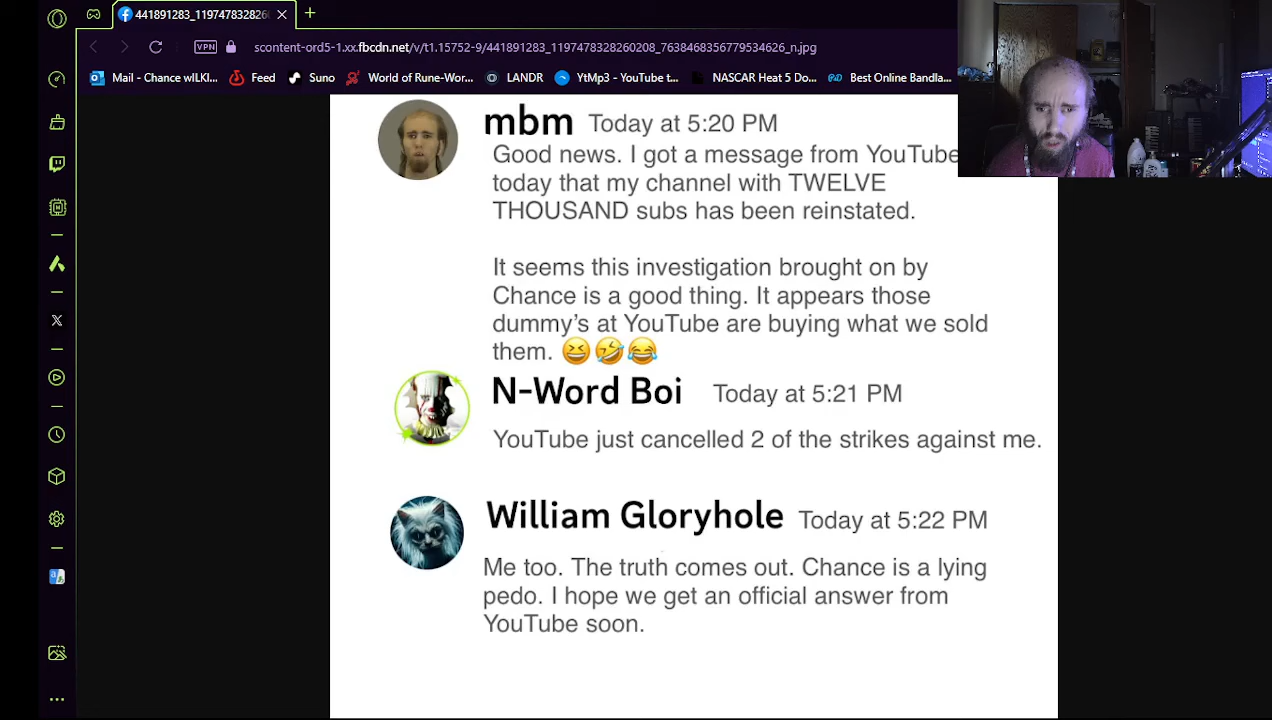 441891283_1197478328260
scontent-ord5-1.xx.fbcdn.net/v/t1.15752-9/441891283_1197478328260208_7638468356779534626_n.jpg
VPN
Mail - Chance wILKI...
Feed
Suno
World of Rune-Wor...
LANDR
YtMp3 - YouTube t...
NASCAR Heat 5 Do...
Best Online Bandla...
mbm Today at 5:20 PM
Good news. I got a message from YouTube
today that my channel with TWELVE
THOUSAND subs has been reinstated.
It seems this investigation brought on by
Chance is a good thing. It appears those
dummy’s at YouTube are buying what we sold
them. 😆🤣😂
N-Word Boi Today at 5:21 PM
YouTube just cancelled 2 of the strikes against me.
William Gloryhole Today at 5:22 PM
Me too. The truth comes out. Chance is a lying
pedo. I hope we get an official answer from
YouTube soon.